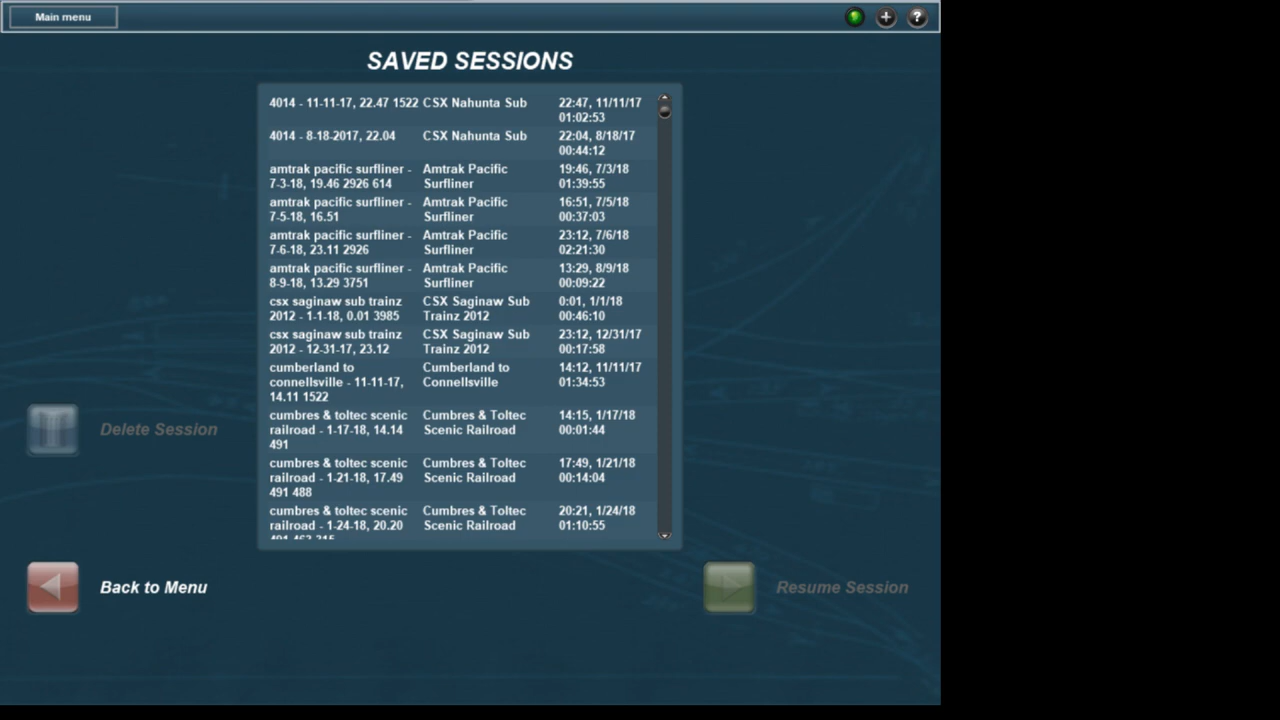 Main menu
?
SAVED SESSIONS
4014 - 11-11-17, 22.47 1522 CSX Nahunta Sub 22:47, 11/11/17
01:02:53
4014 - 8-18-2017, 22.04 CSX Nahunta Sub 22:04, 8/18/17
00:44:12
amtrak pacific surfliner - Amtrak Pacific 19:46, 7/3/18
7-3-18, 19.46 2926 614 Surfliner 01:39:55
amtrak pacific surfliner - Amtrak Pacific 16:51, 7/5/18
7-5-18, 16.51 Surfliner 00:37:03
amtrak pacific surfliner - Amtrak Pacific 23:12, 7/6/18
7-6-18, 23.11 2926 Surfliner 02:21:30
amtrak pacific surfliner - Amtrak Pacific 13:29, 8/9/18
8-9-18, 13.29 3751 Surfliner 00:09:22
csx saginaw sub trainz CSX Saginaw Sub 0:01, 1/1/18
2012 - 1-1-18, 0.01 3985 Trainz 2012 00:46:10
csx saginaw sub trainz CSX Saginaw Sub 23:12, 12/31/17
2012 - 12-31-17, 23.12 Trainz 2012 00:17:58
cumberland to Cumberland to 14:12, 11/11/17
connellsville - 11-11-17, Connellsville 01:34:53
14.11 1522
cumbres & toltec scenic Cumbres & Toltec 14:15, 1/17/18
railroad - 1-17-18, 14.14 Scenic Railroad 00:01:44
491
cumbres & toltec scenic Cumbres & Toltec 17:49, 1/21/18
railroad - 1-21-18, 17.49 Scenic Railroad 00:14:04
491 488
cumbres & toltec scenic Cumbres & Toltec 20:21, 1/24/18
railroad - 1-24-18, 20.20 Scenic Railroad 01:10:55
Delete Session
Back to Menu
Resume Session